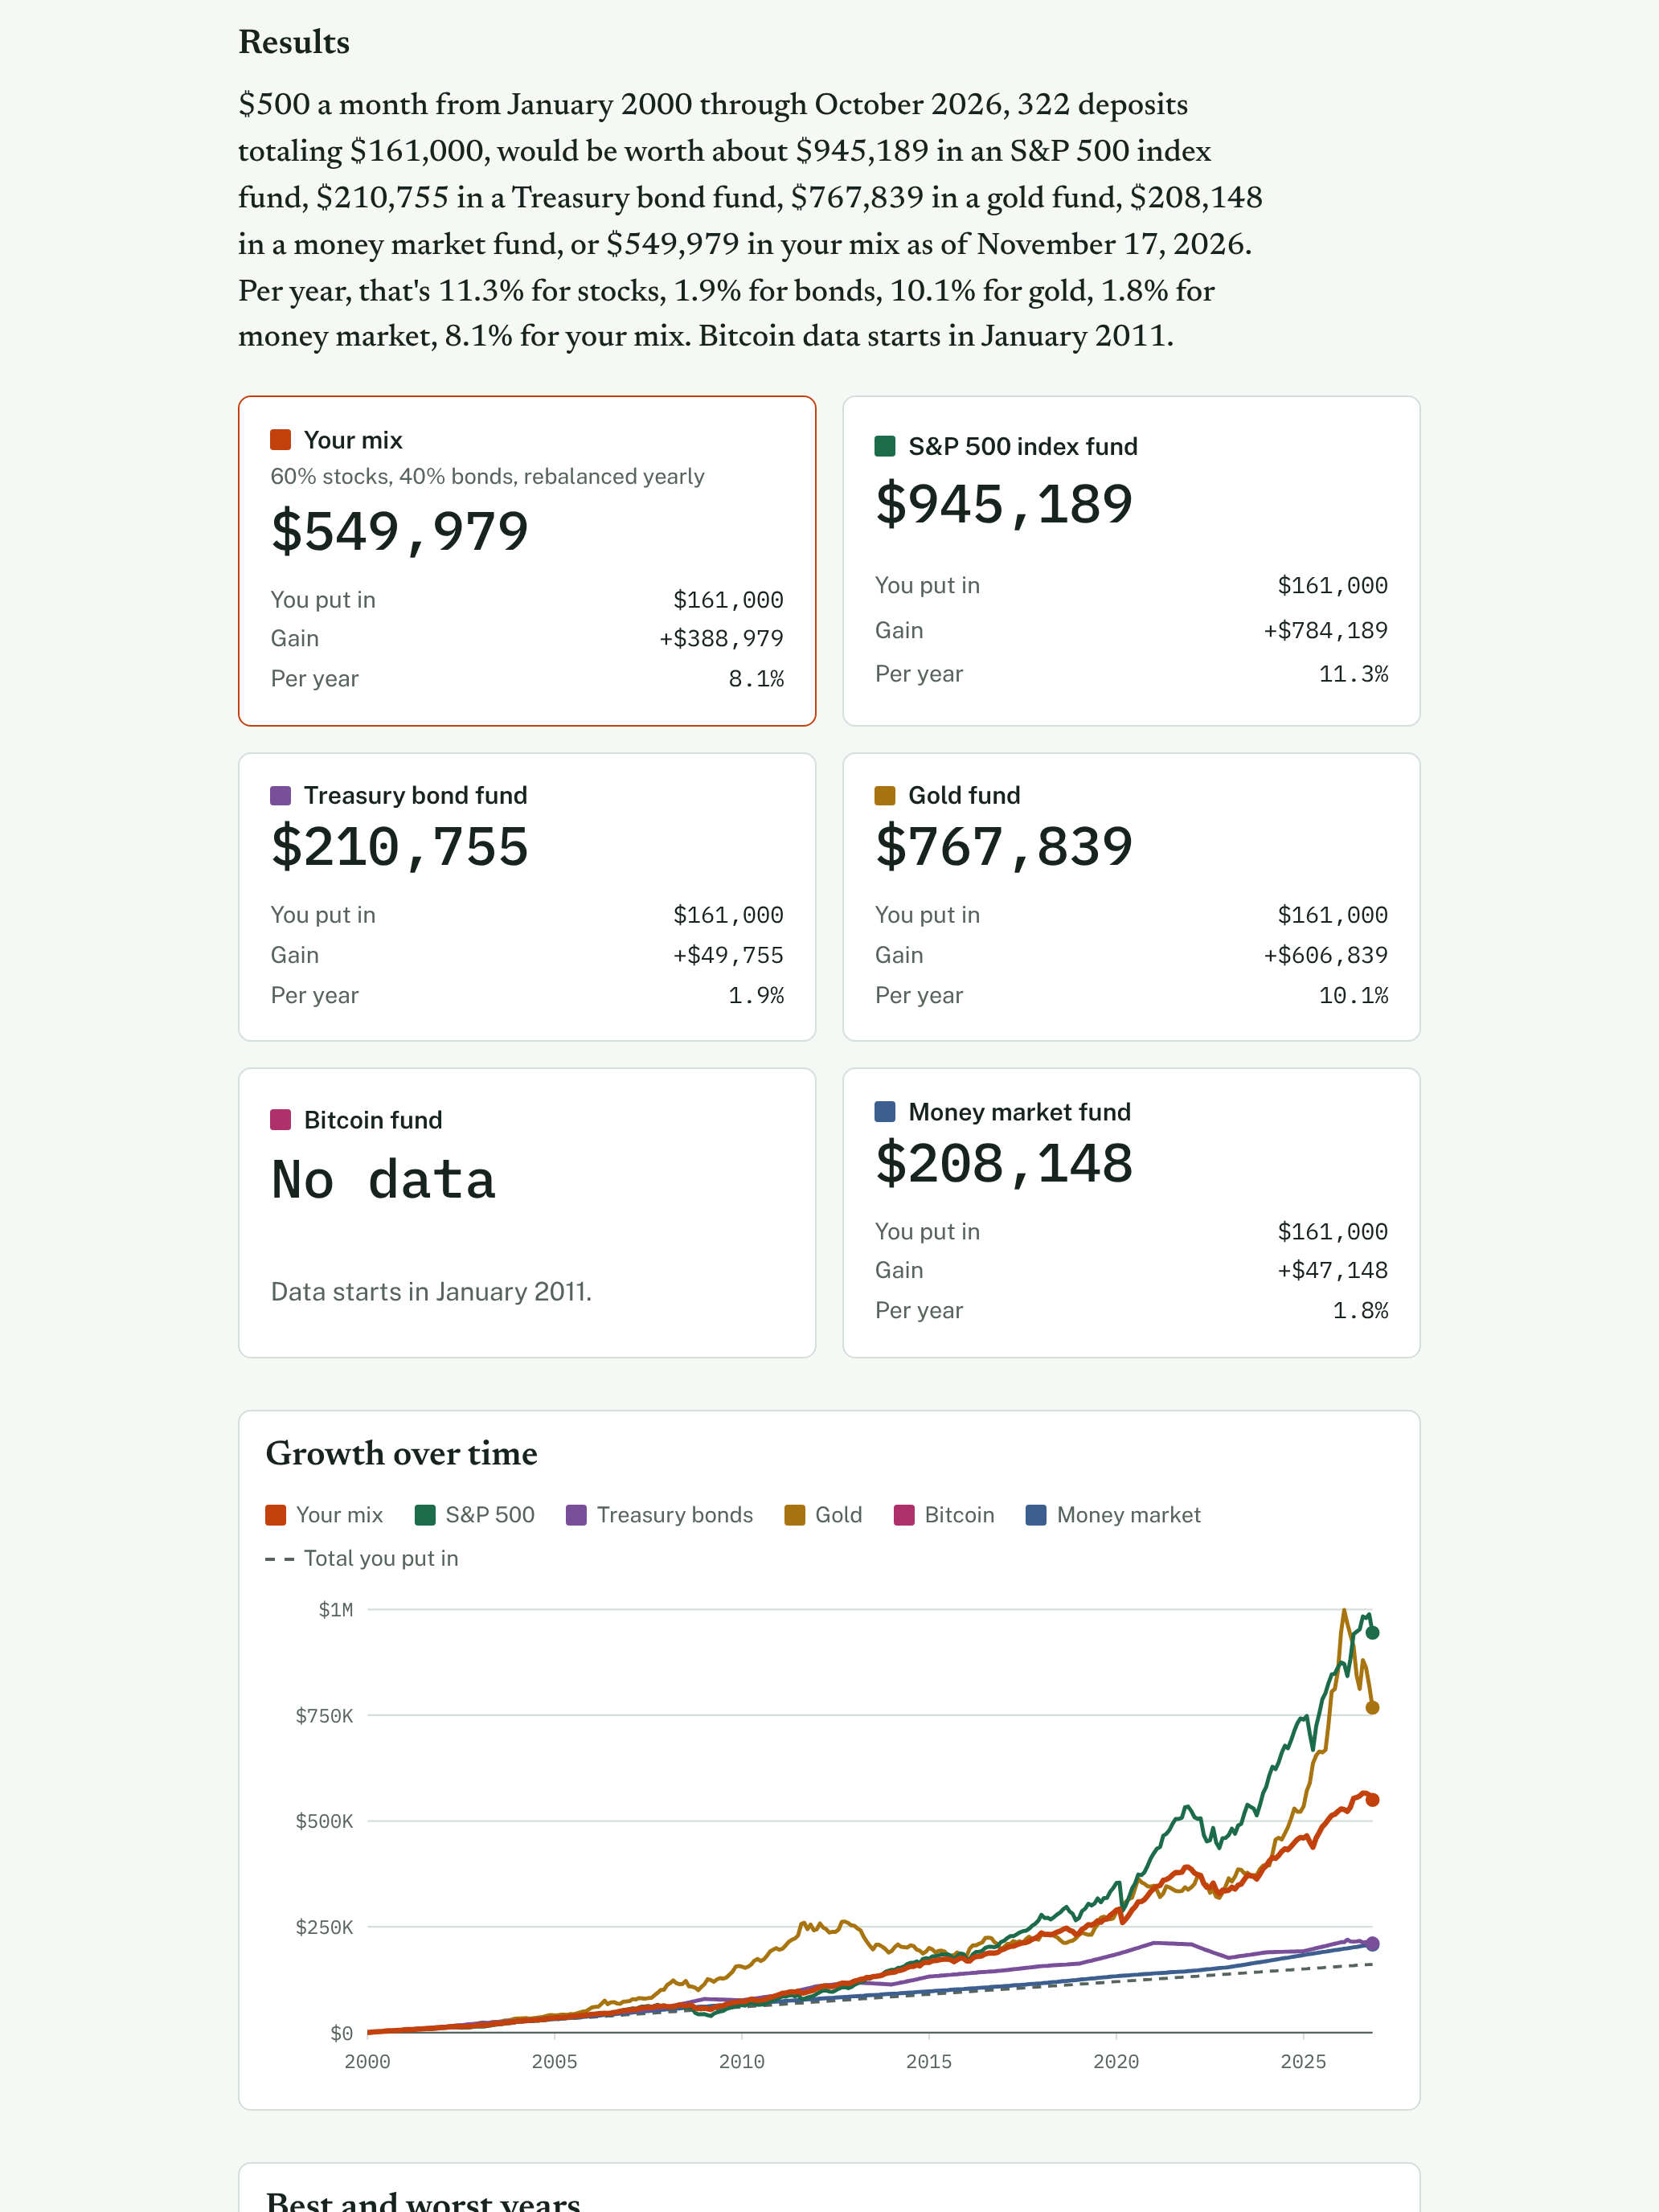 Results
$500 a month from January 2000 through October 2026, 322 deposits
totaling $161,000, would be worth about $945,189 in an S&P 500 index
fund, $210,755 in a Treasury bond fund, $767,839 in a gold fund, $208,148
in a money market fund, or $549,979 in your mix as of November 17, 2026.
Per year, that's 11.3% for stocks, 1.9% for bonds, 10.1% for gold, 1.8% for
money market, 8.1% for your mix. Bitcoin data starts in January 2011.
Your mix
60% stocks, 40% bonds, rebalanced yearly
$549,979
You put in $161,000
Gain +$388,979
Per year 8.1%
S&P 500 index fund
$945,189
You put in $161,000
Gain +$784,189
Per year 11.3%
Treasury bond fund
$210,755
You put in $161,000
Gain +$49,755
Per year 1.9%
Gold fund
$767,839
You put in $161,000
Gain +$606,839
Per year 10.1%
Bitcoin fund
No data
Data starts in January 2011.
Money market fund
$208,148
You put in $161,000
Gain +$47,148
Per year 1.8%
Growth over time
Your mix S&P 500 Treasury bonds Gold Bitcoin Money market
Total you put in
$1M
$750K
$500K
$250K
$0
2000 2005 2010 2015 2020 2025
Best and worst years